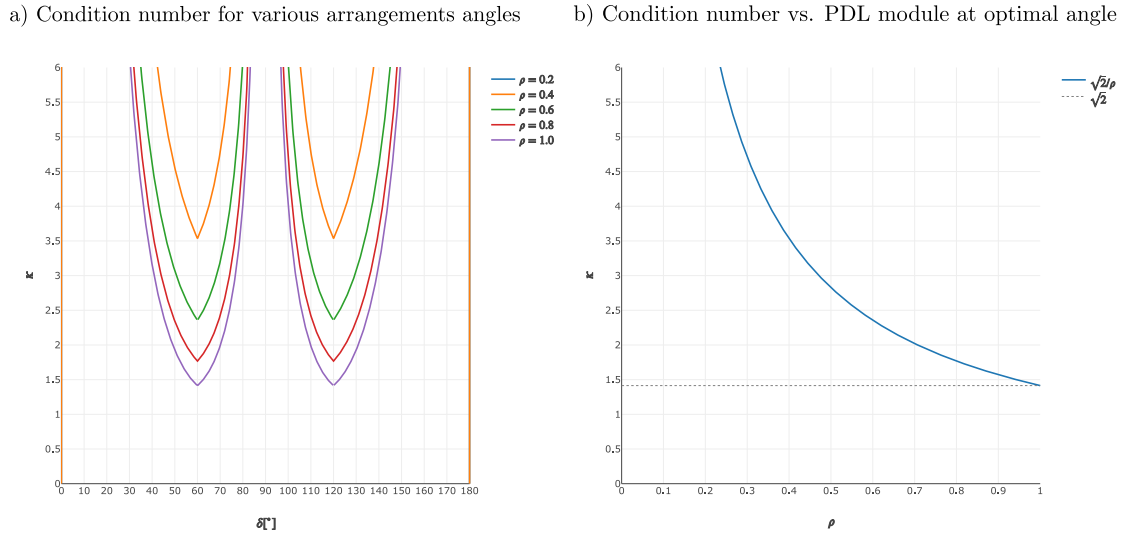 a) Condition number for various arrangements angles
6
5.5
5
4.5
4
3.5
3
2.5
2
1.5
1
0.5
0
κ
0 10 20 30 40 50 60 70 80 90 100 110 120 130 140 150 160 170 180
δ[°]
ρ = 0.2
ρ = 0.4
ρ = 0.6
ρ = 0.8
ρ = 1.0
b) Condition number vs. PDL module at optimal angle
6
5.5
5
4.5
4
3.5
3
2.5
2
1.5
1
0.5
0
κ
0 0.1 0.2 0.3 0.4 0.5 0.6 0.7 0.8 0.9 1
ρ
√2/ρ
√2